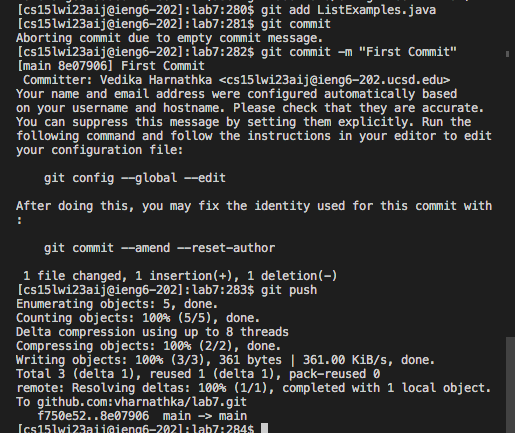 [cs15lwi23aij@ieng6-202]:lab7:280$ git add ListExamples.java
[cs15lwi23aij@ieng6-202]:lab7:281$ git commit
Aborting commit due to empty commit message.
[cs15lwi23aij@ieng6-202]:lab7:282$ git commit -m "First Commit"
[main 8e07906] First Commit
 Committer: Vedika Harnathka <cs15lwi23aij@ieng6-202.ucsd.edu>
Your name and email address were configured automatically based
on your username and hostname. Please check that they are accurate.
You can suppress this message by setting them explicitly. Run the
following command and follow the instructions in your editor to edit
your configuration file:

    git config --global --edit

After doing this, you may fix the identity used for this commit with
:

    git commit --amend --reset-author

 1 file changed, 1 insertion(+), 1 deletion(-)
[cs15lwi23aij@ieng6-202]:lab7:283$ git push
Enumerating objects: 5, done.
Counting objects: 100% (5/5), done.
Delta compression using up to 8 threads
Compressing objects: 100% (2/2), done.
Writing objects: 100% (3/3), 361 bytes | 361.00 KiB/s, done.
Total 3 (delta 1), reused 1 (delta 1), pack-reused 0
remote: Resolving deltas: 100% (1/1), completed with 1 local object.
To github.com:vharnathka/lab7.git
   f750e52..8e07906  main -> main
[cs15lwi23aij@ieng6-202]:lab7:284$